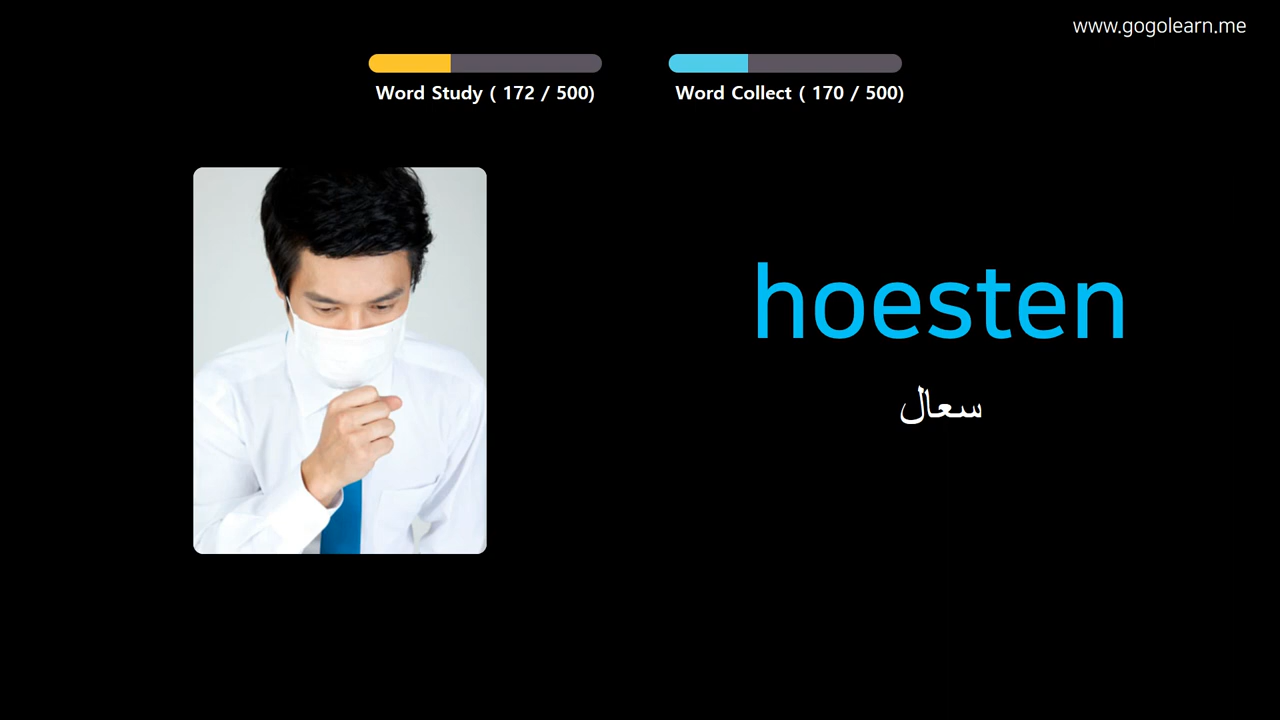 www.gogolearn.me
Word Study ( 172 / 500)
Word Collect ( 170 / 500)
hoesten
سعال